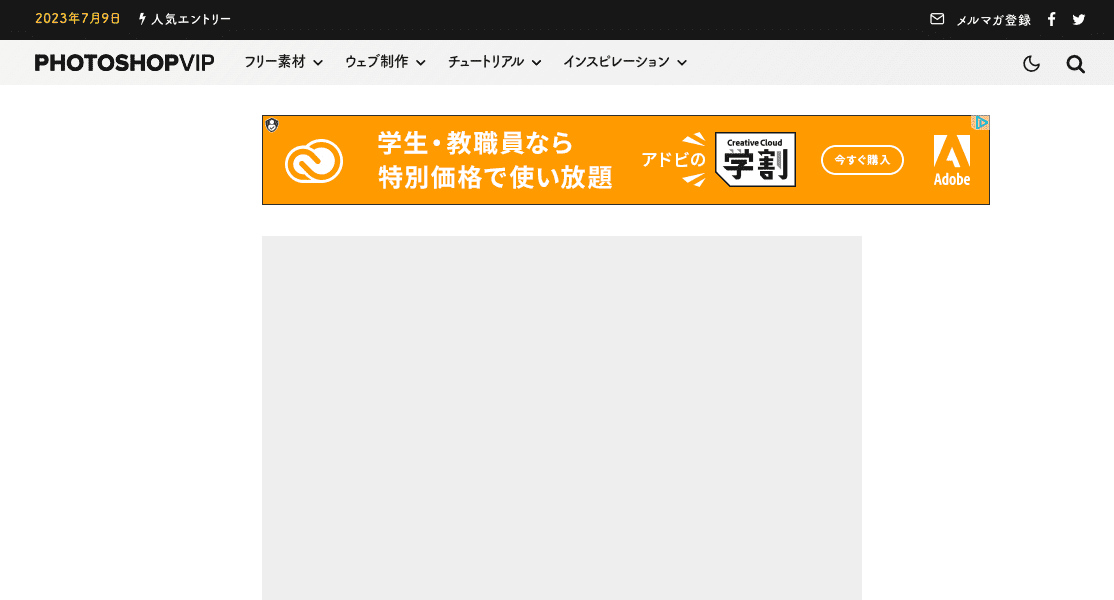 2023年7月9日 人気エントリー メルマガ登録
PHOTOSHOPVIP フリー素材 ウェブ制作 チュートリアル インスピレーション
学生・教職員なら
特別価格で使い放題
アドビの
Creative Cloud
学割
今すぐ購入
Adobe